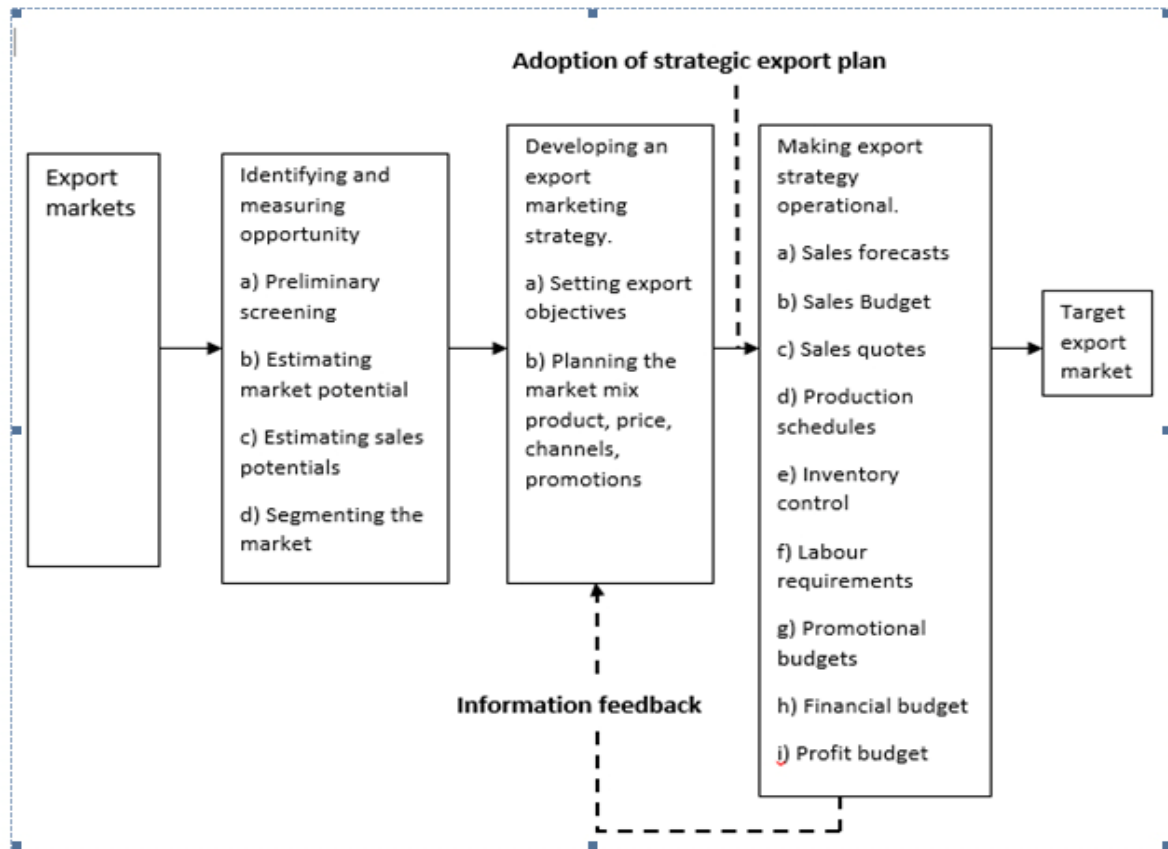 Adoption of strategic export plan
Export
markets
Identifying and
measuring
opportunity
a) Preliminary
screening
b) Estimating
market potential
c) Estimating sales
potentials
d) Segmenting the
market
Developing an
export
marketing
strategy.
a) Setting export
objectives
b) Planning the
market mix
product, price,
channels,
promotions
Making export
strategy
operational.
a) Sales forecasts
b) Sales Budget
c) Sales quotes
d) Production
schedules
e) Inventory
control
f) Labour
requirements
g) Promotional
budgets
h) Financial budget
i) Profit budget
Target
export
market
Information feedback